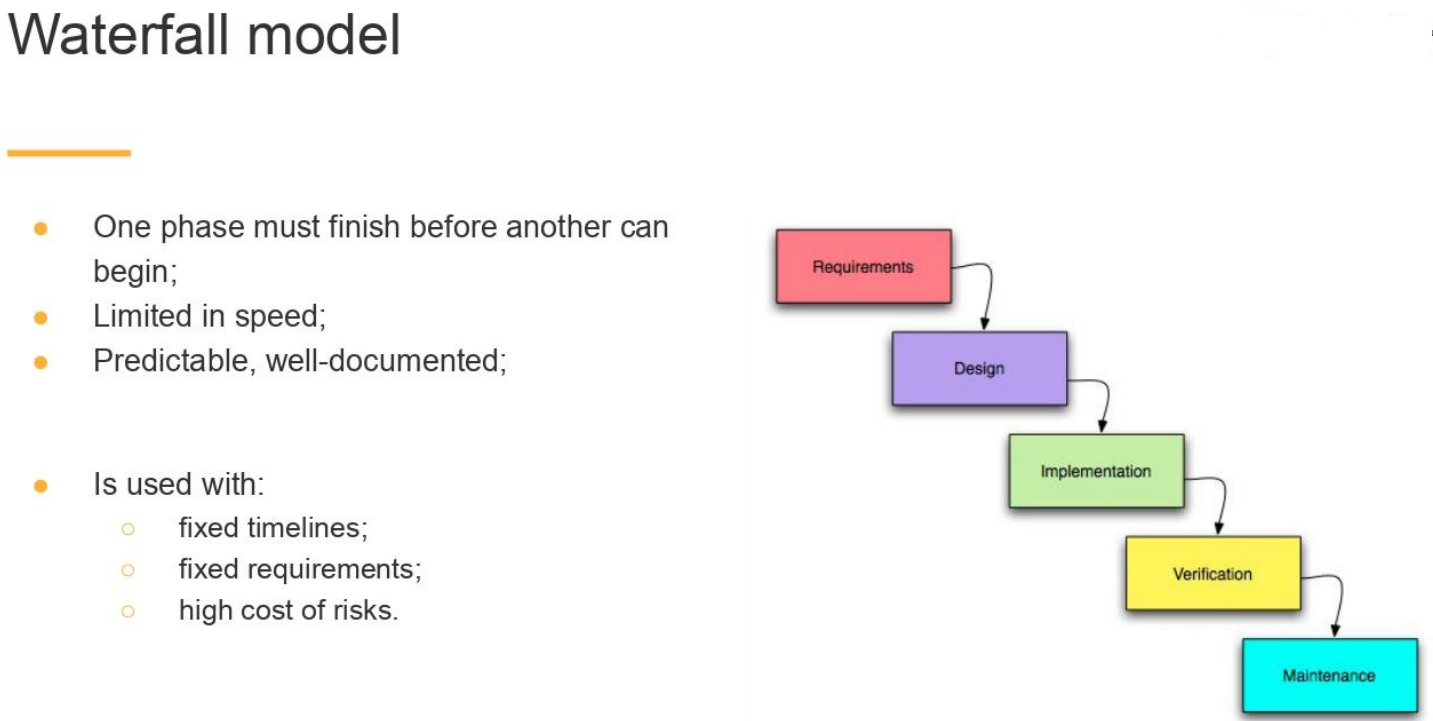 Waterfall model
One phase must finish before another can
begin;
Limited in speed;
Predictable, well-documented;
Is used with:
fixed timelines;
fixed requirements;
high cost of risks.
Requirements
Design
Implementation
Verification
Maintenance